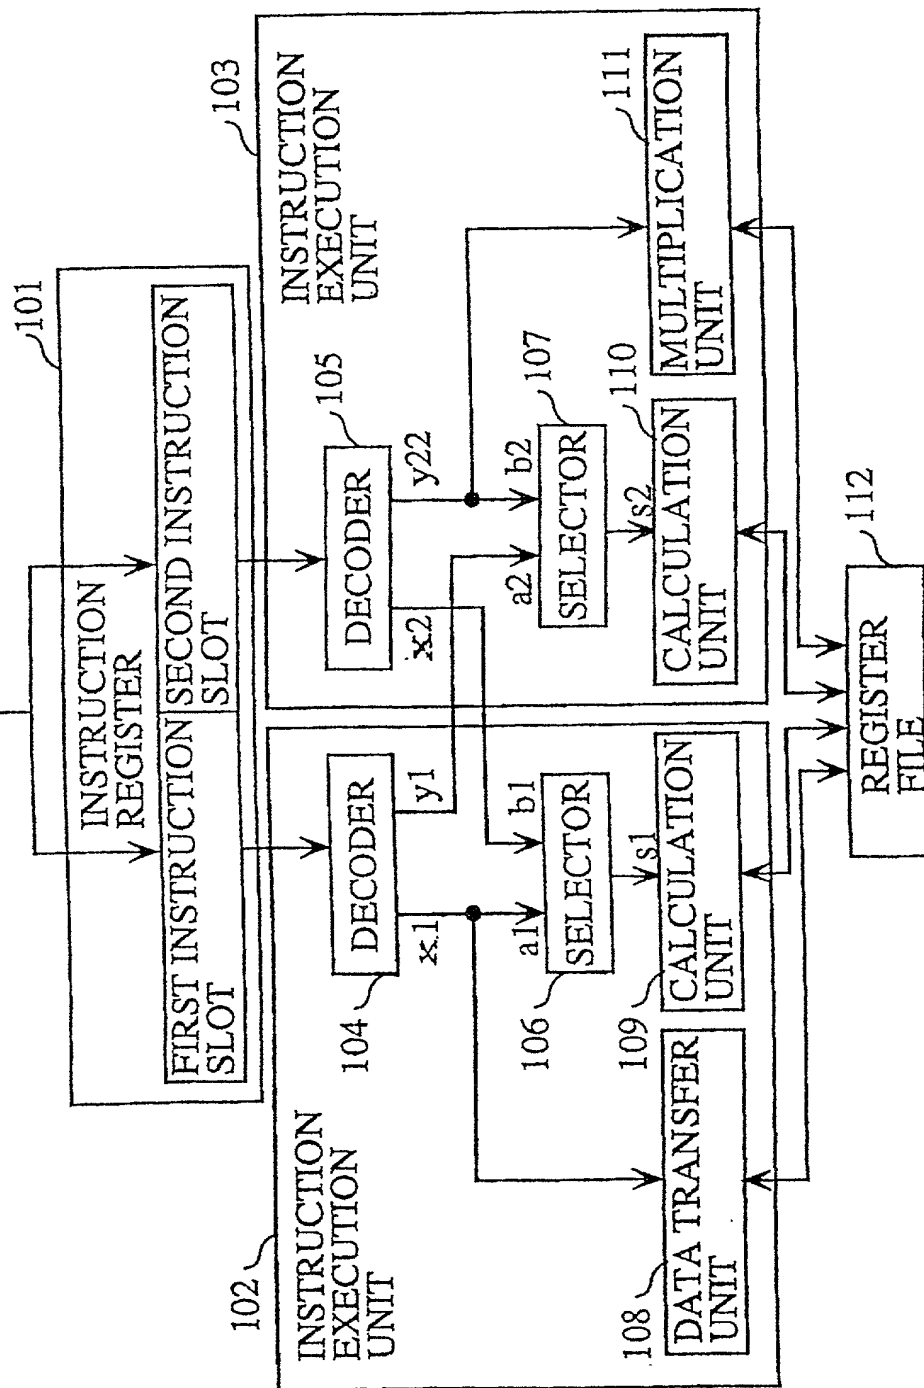 101
INSTRUCTION
REGISTER
FIRST INSTRUCTION
SLOT
SECOND INSTRUCTION
SLOT
102
INSTRUCTION
EXECUTION
UNIT
103
INSTRUCTION
EXECUTION
UNIT
104
DECODER
x1
y1
105
DECODER
x2
y22
a1
b1
SELECTOR
106
s1
a2
b2
SELECTOR
107
s2
108
DATA TRANSFER
UNIT
109
CALCULATION
UNIT
110
CALCULATION
UNIT
111
MULTIPLICATION
UNIT
112
REGISTER
FILE